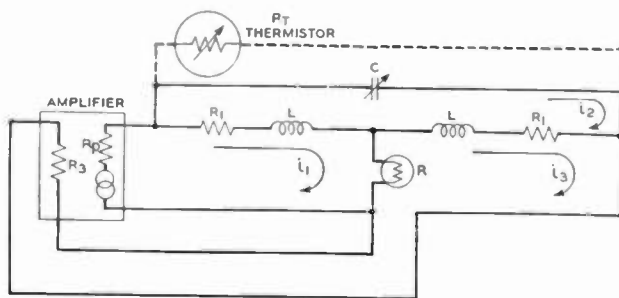 RT
THERMISTOR
C
AMPLIFIER
R1 L L R1 i2
Rp
R3 i1 R i3